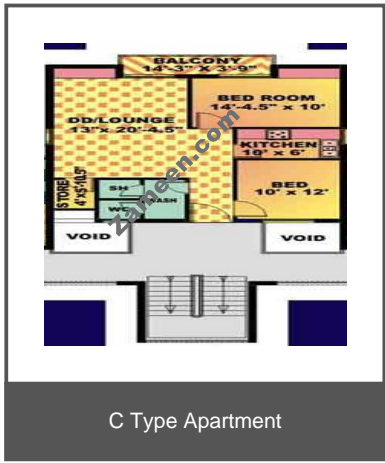 BALCONY
14'-3" X 3'-9"
BED ROOM
14'-4.5" x 10'
DD/LOUNGE
13"x 20'-4.5"
KITCHEN
10' x 6'
BED
10' x 12'
STORE
SH
WASH
WC
VOID
VOID
Zameen.com
C Type Apartment